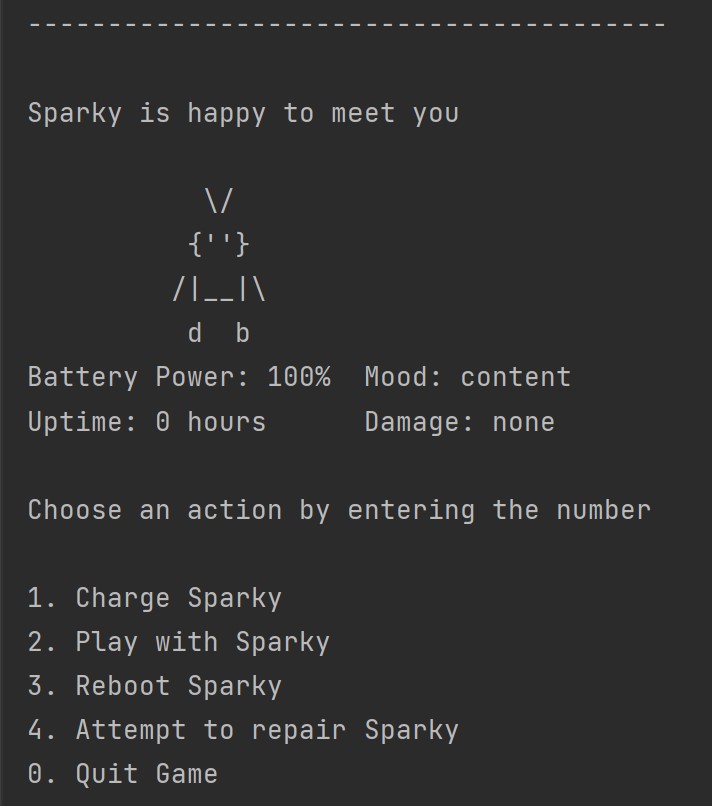 ----------------------------------------
Sparky is happy to meet you
           \/
          {''}
         /|__|\
          d  b
Battery Power: 100%  Mood: content
Uptime: 0 hours      Damage: none
Choose an action by entering the number
1. Charge Sparky
2. Play with Sparky
3. Reboot Sparky
4. Attempt to repair Sparky
0. Quit Game